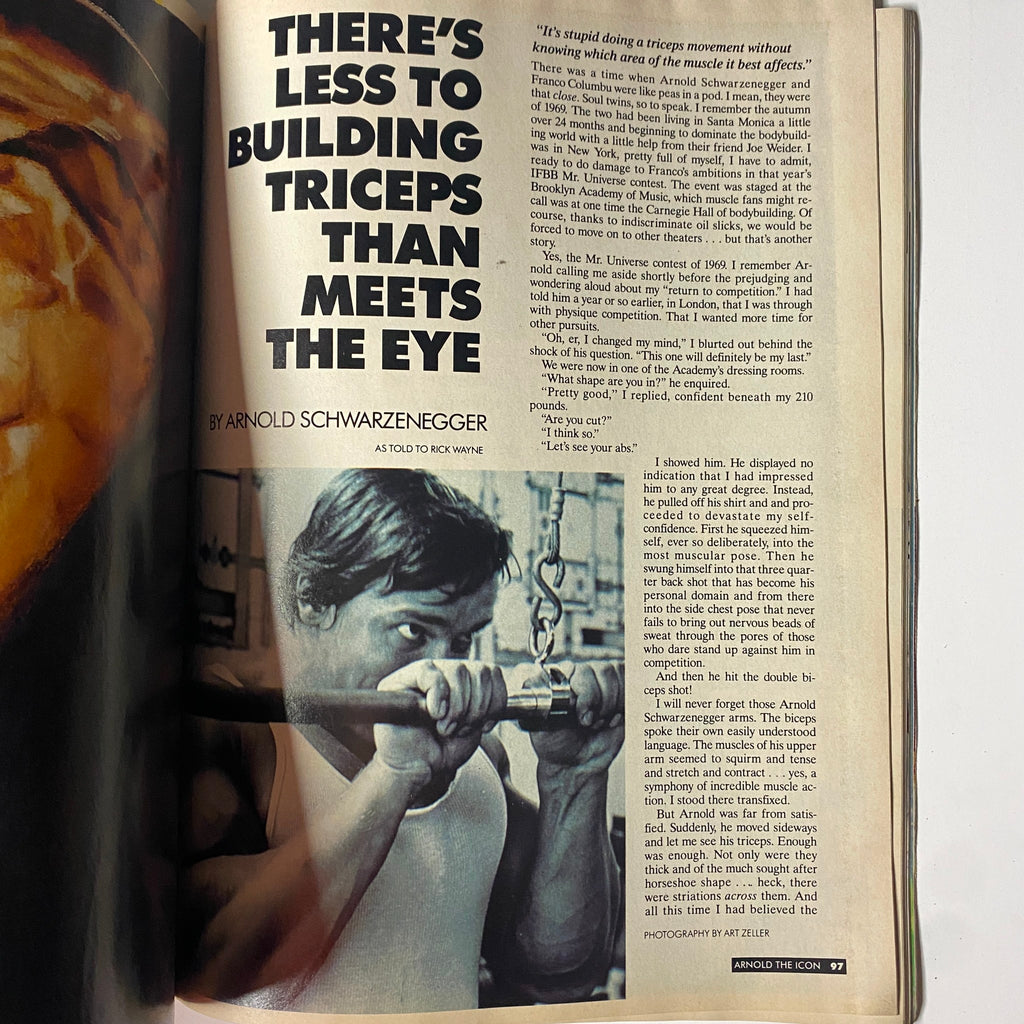 THERE'S
LESS TO
BUILDING
TRICEPS
THAN
MEETS
THE EYE
BY ARNOLD SCHWARZENEGGER
AS TOLD TO RICK WAYNE
“It's stupid doing a triceps movement without
knowing which area of the muscle it best affects.”
There was a time when Arnold Schwarzenegger and
Franco Columbu were like peas in a pod. I mean, they were
that close. Soul twins, so to speak. I remember the autumn
of 1969. The two had been living in Santa Monica a little
over 24 months and beginning to dominate the bodybuild-
ing world with a little help from their friend Joe Weider. I
was in New York, pretty full of myself, I have to admit,
ready to do damage to Franco's ambitions in that year's
IFBB Mr. Universe contest. The event was staged at the
Brooklyn Academy of Music, which muscle fans might re-
call was at one time the Carnegie Hall of bodybuilding. Of
course, thanks to indiscriminate oil slicks, we would be
forced to move on to other theaters . . . but that's another
story.
Yes, the Mr. Universe contest of 1969. I remember Ar-
nold calling me aside shortly before the prejudging and
wondering aloud about my “return to competition.” I had
told him a year or so earlier, in London, that I was through
with physique competition. That I wanted more time for
other pursuits.
“Oh, er, I changed my mind,” I blurted out behind the
shock of his question. “This one will definitely be my last.”
We were now in one of the Academy's dressing rooms.
“What shape are you in?” he enquired.
“Pretty good,” I replied, confident beneath my 210
pounds.
“Are you cut?”
“I think so.”
“Let's see your abs.”
I showed him. He displayed no
indication that I had impressed
him to any great degree. Instead,
he pulled off his shirt and and pro-
ceeded to devastate my self-
confidence. First he squeezed him-
self, ever so deliberately, into the
most muscular pose. Then he
swung himself into that three quar-
ter back shot that has become his
personal domain and from there
into the side chest pose that never
fails to bring out nervous beads of
sweat through the pores of those
who dare stand up against him in
competition.
And then he hit the double bi-
ceps shot!
I will never forget those Arnold
Schwarzenegger arms. The biceps
spoke their own easily understood
language. The muscles of his upper
arm seemed to squirm and tense
and stretch and contract . . . yes, a
symphony of incredible muscle ac-
tion. I stood there transfixed.
But Arnold was far from satis-
fied. Suddenly, he moved sideways
and let me see his triceps. Enough
was enough. Not only were they
thick and of the much sought after
horseshoe shape . . . heck, there
were striations across them. And
all this time I had believed the
PHOTOGRAPHY BY ART ZELLER
ARNOLD THE ICON 97